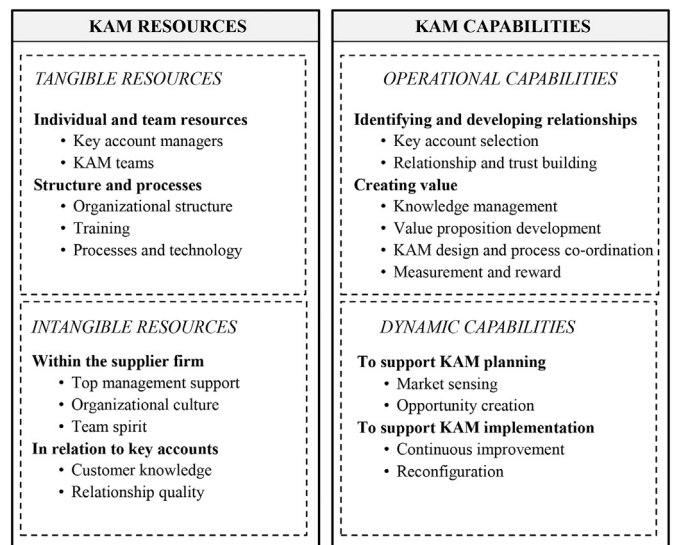 KAM RESOURCES
TANGIBLE RESOURCES
Individual and team resources
• Key account managers
• KAM teams
Structure and processes
• Organizational structure
• Training
• Processes and technology
INTANGIBLE RESOURCES
Within the supplier firm
• Top management support
• Organizational culture
• Team spirit
In relation to key accounts
• Customer knowledge
• Relationship quality
KAM CAPABILITIES
OPERATIONAL CAPABILITIES
Identifying and developing relationships
• Key account selection
• Relationship and trust building
Creating value
• Knowledge management
• Value proposition development
• KAM design and process co-ordination
• Measurement and reward
DYNAMIC CAPABILITIES
To support KAM planning
• Market sensing
• Opportunity creation
To support KAM implementation
• Continuous improvement
• Reconfiguration